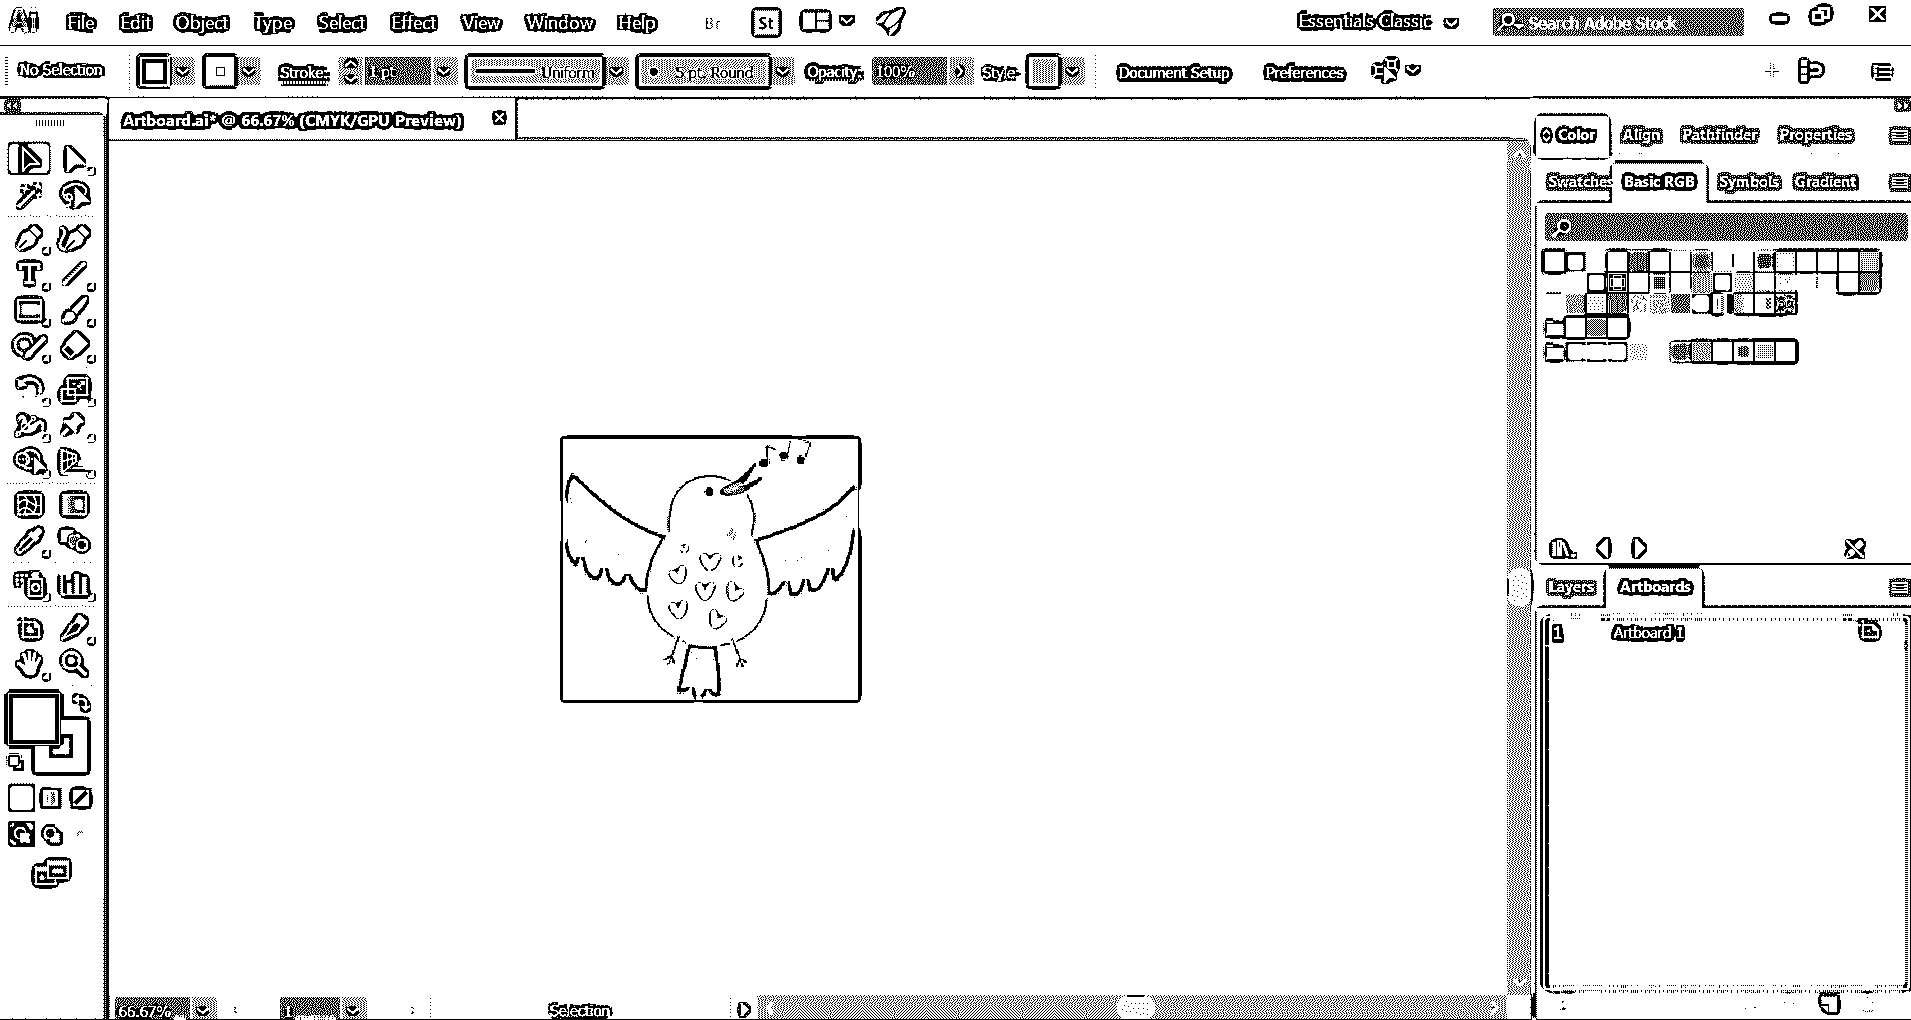 Ai File Edit Object Type Select Effect View Window Help Br St Essentials Classic Search Adobe Stock
No Selection Stroke: 1 pt Uniform 5 pt. Round Opacity: 100% Style: Document Setup Preferences
Artboard.ai* @ 66.67% (CMYK/GPU Preview)
Color Align Pathfinder Properties
Swatches Basic RGB Symbols Gradient
Layers Artboards
1 Artboard 1
66.67% 1 Selection